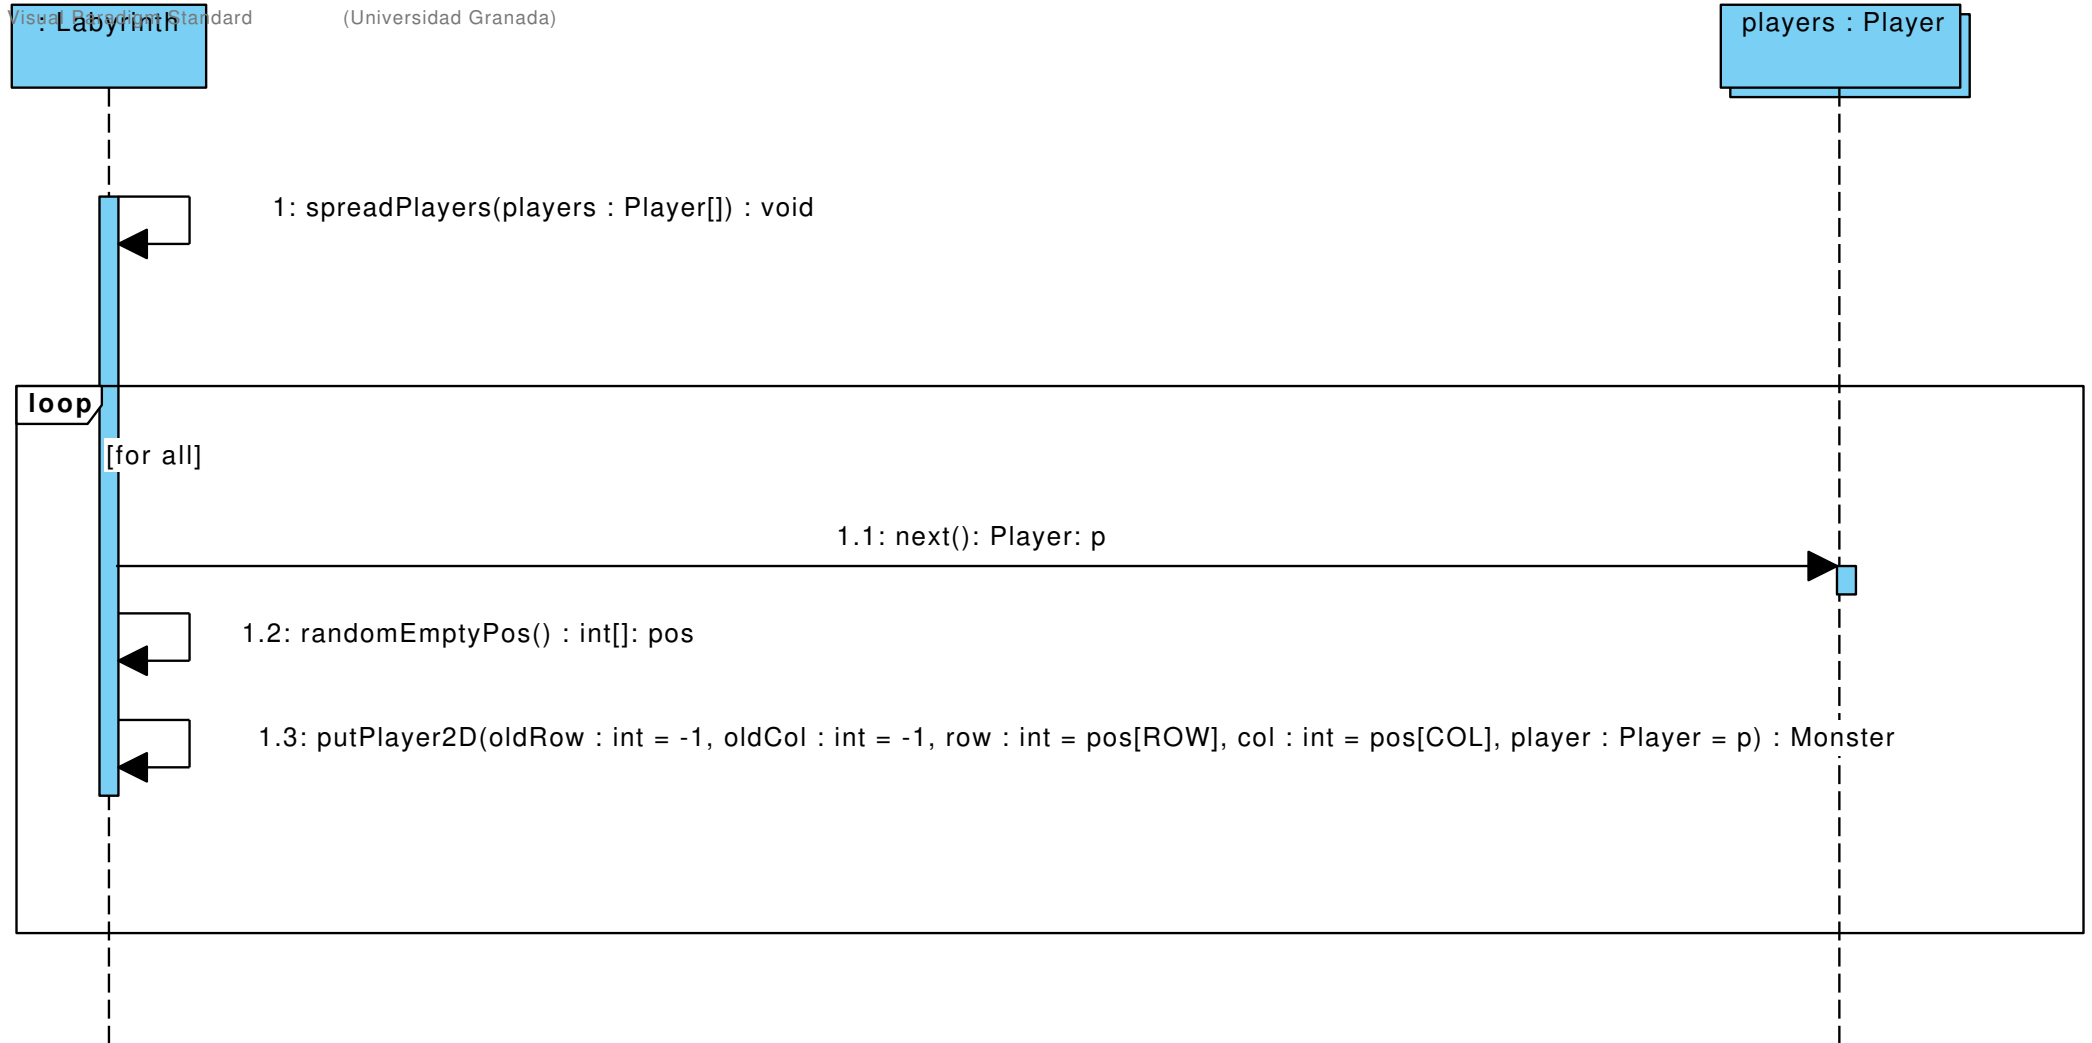 Visual Paradigm Standard (Universidad Granada)
: Labyrinth
players : Player
1: spreadPlayers(players : Player[]) : void
loop
[for all]
1.1: next(): Player: p
1.2: randomEmptyPos() : int[]: pos
1.3: putPlayer2D(oldRow : int = -1, oldCol : int = -1, row : int = pos[ROW], col : int = pos[COL], player : Player = p) : Monster